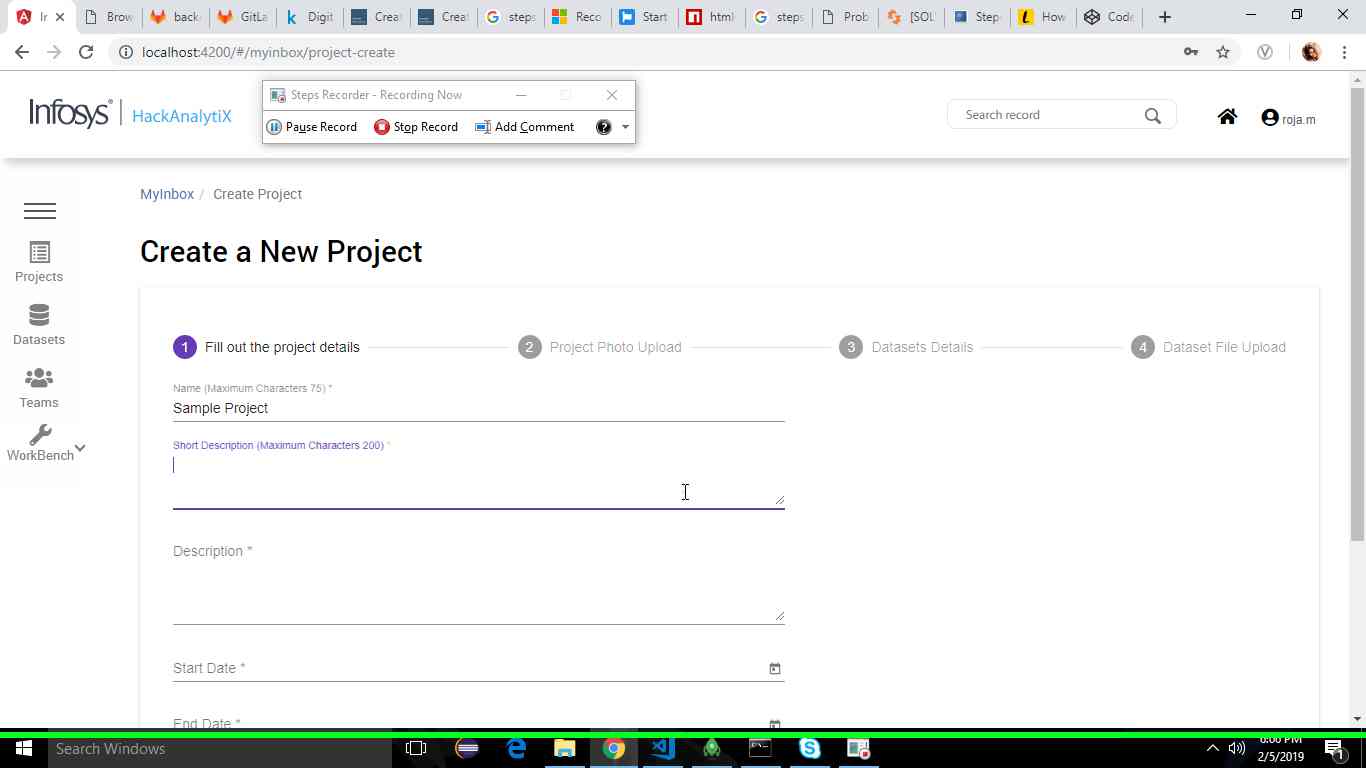 Ir
Brow
back
GitLa
Digit
Creat
Creat
steps
Reco
Start
html
steps
Prob
[SOL
Step
How
Code
localhost:4200/#/myinbox/project-create
Steps Recorder - Recording Now
Pause Record
Stop Record
Add Comment
Infosys
HackAnalytiX
Search record
roja.m
MyInbox / Create Project
Create a New Project
Projects
Datasets
Teams
WorkBench
1 Fill out the project details
2 Project Photo Upload
3 Datasets Details
4 Dataset File Upload
Name (Maximum Characters 75) *
Sample Project
Short Description (Maximum Characters 200) *
Description *
Start Date *
End Date *
Search Windows
6:06 PM
2/5/2019
1